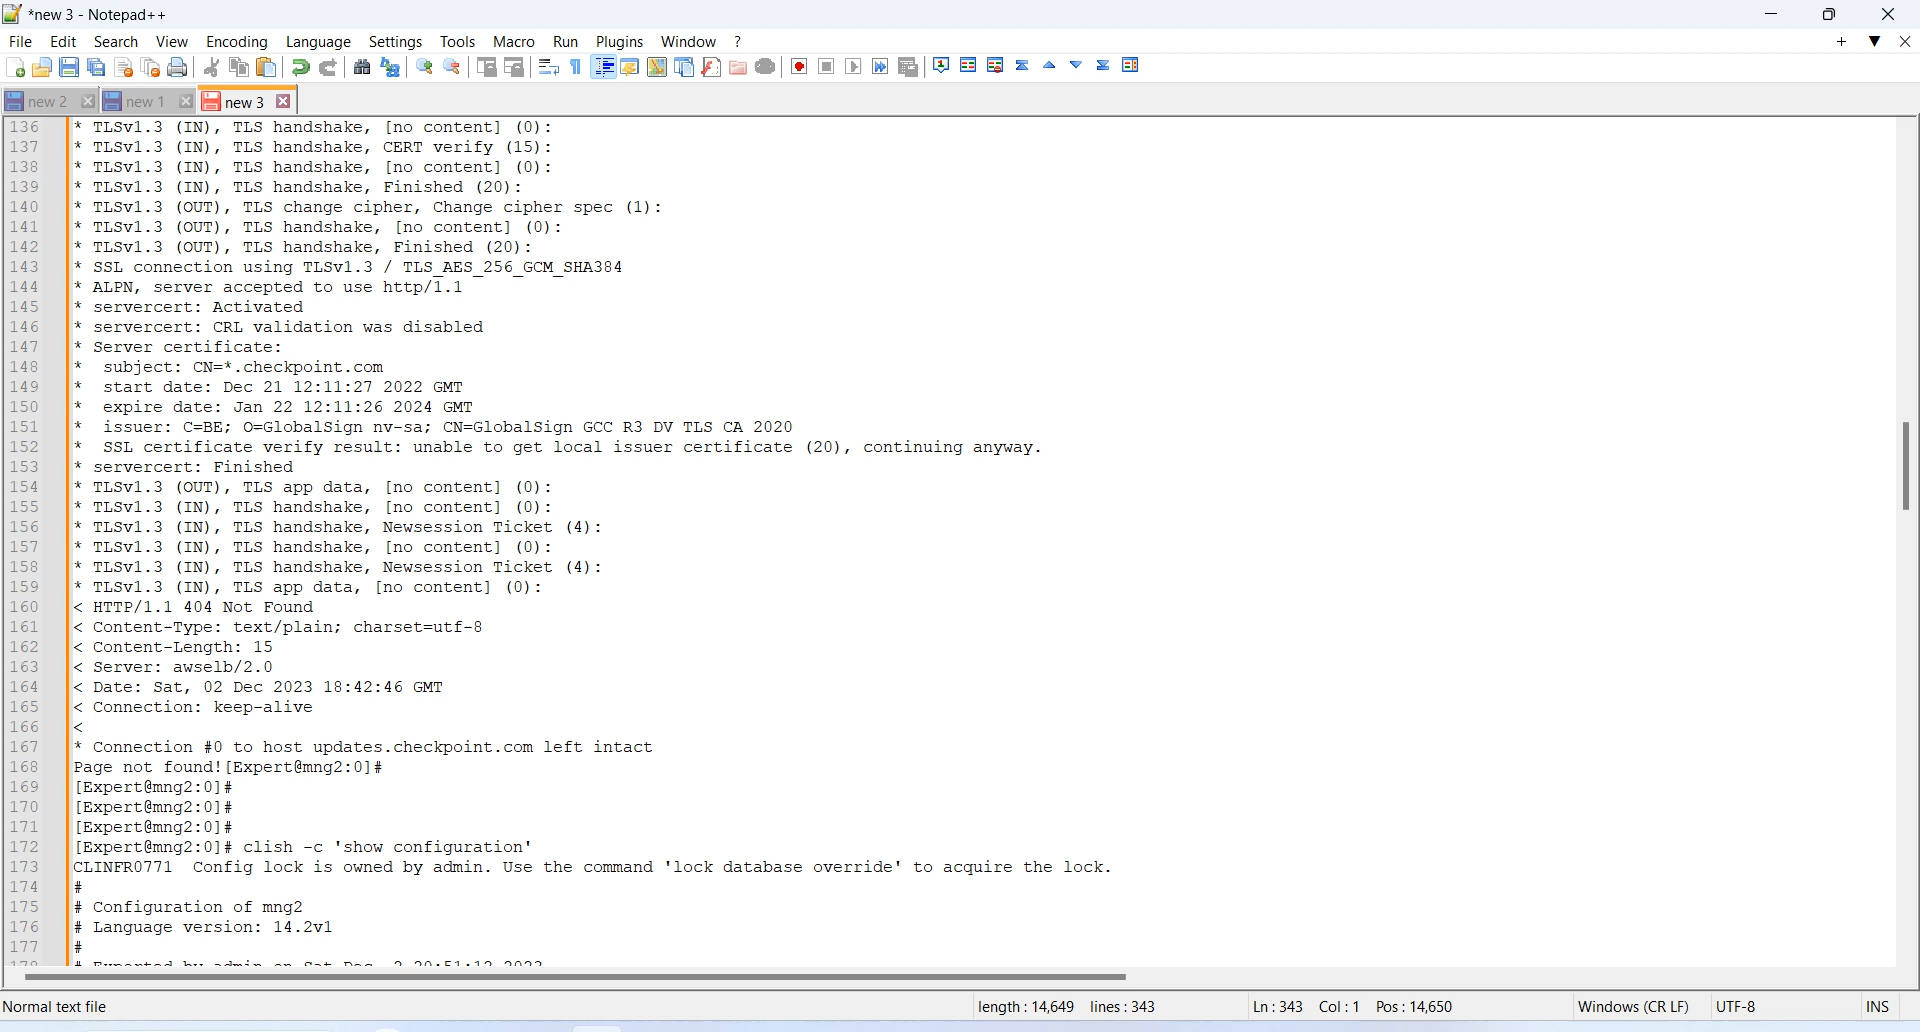 *new 3 - Notepad++
File Edit Search View Encoding Language Settings Tools Macro Run Plugins Window ?
new 2 new 1 new 3
136 * TLSv1.3 (IN), TLS handshake, [no content] (0):
137 * TLSv1.3 (IN), TLS handshake, CERT verify (15):
138 * TLSv1.3 (IN), TLS handshake, [no content] (0):
139 * TLSv1.3 (IN), TLS handshake, Finished (20):
140 * TLSv1.3 (OUT), TLS change cipher, Change cipher spec (1):
141 * TLSv1.3 (OUT), TLS handshake, [no content] (0):
142 * TLSv1.3 (OUT), TLS handshake, Finished (20):
143 * SSL connection using TLSv1.3 / TLS_AES_256_GCM_SHA384
144 * ALPN, server accepted to use http/1.1
145 * servercert: Activated
146 * servercert: CRL validation was disabled
147 * Server certificate:
148 * subject: CN=*.checkpoint.com
149 * start date: Dec 21 12:11:27 2022 GMT
150 * expire date: Jan 22 12:11:26 2024 GMT
151 * issuer: C=BE; O=GlobalSign nv-sa; CN=GlobalSign GCC R3 DV TLS CA 2020
152 * SSL certificate verify result: unable to get local issuer certificate (20), continuing anyway.
153 * servercert: Finished
154 * TLSv1.3 (OUT), TLS app data, [no content] (0):
155 * TLSv1.3 (IN), TLS handshake, [no content] (0):
156 * TLSv1.3 (IN), TLS handshake, Newsession Ticket (4):
157 * TLSv1.3 (IN), TLS handshake, [no content] (0):
158 * TLSv1.3 (IN), TLS handshake, Newsession Ticket (4):
159 * TLSv1.3 (IN), TLS app data, [no content] (0):
160 < HTTP/1.1 404 Not Found
161 < Content-Type: text/plain; charset=utf-8
162 < Content-Length: 15
163 < Server: awselb/2.0
164 < Date: Sat, 02 Dec 2023 18:42:46 GMT
165 < Connection: keep-alive
166 <
167 * Connection #0 to host updates.checkpoint.com left intact
168 Page not found![Expert@mng2:0]#
169 [Expert@mng2:0]#
170 [Expert@mng2:0]#
171 [Expert@mng2:0]#
172 [Expert@mng2:0]# clish -c 'show configuration'
173 CLINFR0771 Config lock is owned by admin. Use the command 'lock database override' to acquire the lock.
174 #
175 # Configuration of mng2
176 # Language version: 14.2v1
177 #
178 # Exported by admin on Sat Dec 2 20:51:12 2023
Normal text file length : 14,649 lines : 343 Ln : 343 Col : 1 Pos : 14,650 Windows (CR LF) UTF-8 INS